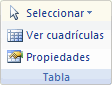 Seleccionar
Ver cuadrículas
Propiedades
Tabla